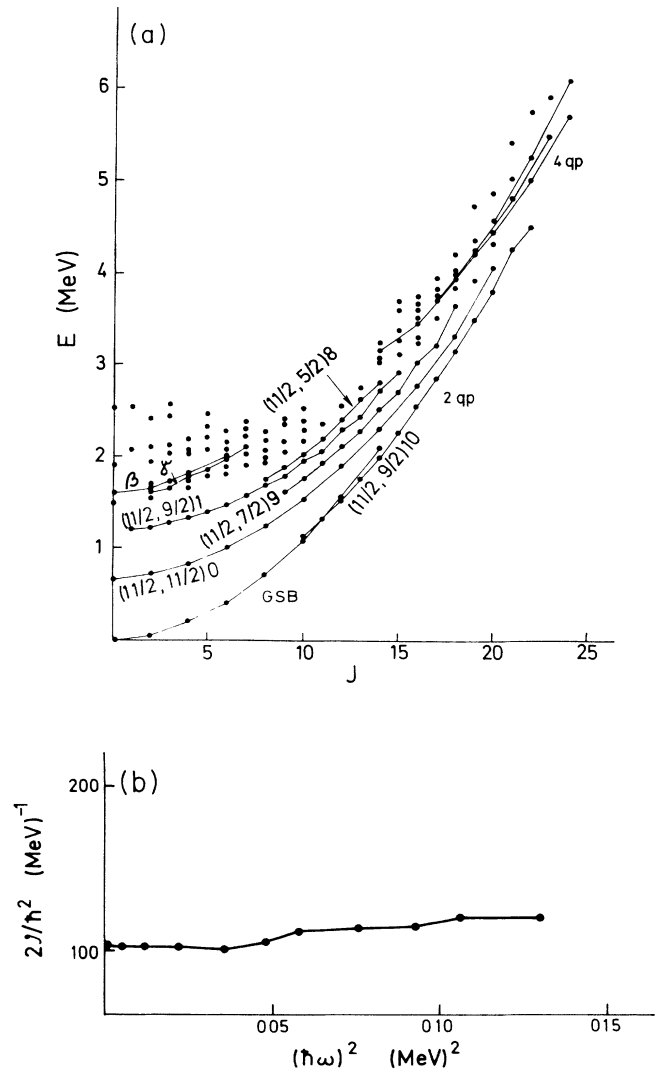 (a)
6
5
4
3
2
1
E (MeV)
4 qp
2 qp
(11/2, 5/2)8
β
γ
(11/2, 9/2)1
(11/2, 7/2)9
(11/2, 9/2)10
(11/2, 11/2)0
GSB
5 10 15 20 25
J
(b)
200
100
2𝓘/ħ² (MeV)⁻¹
005 010 015
(ħω)² (MeV)²